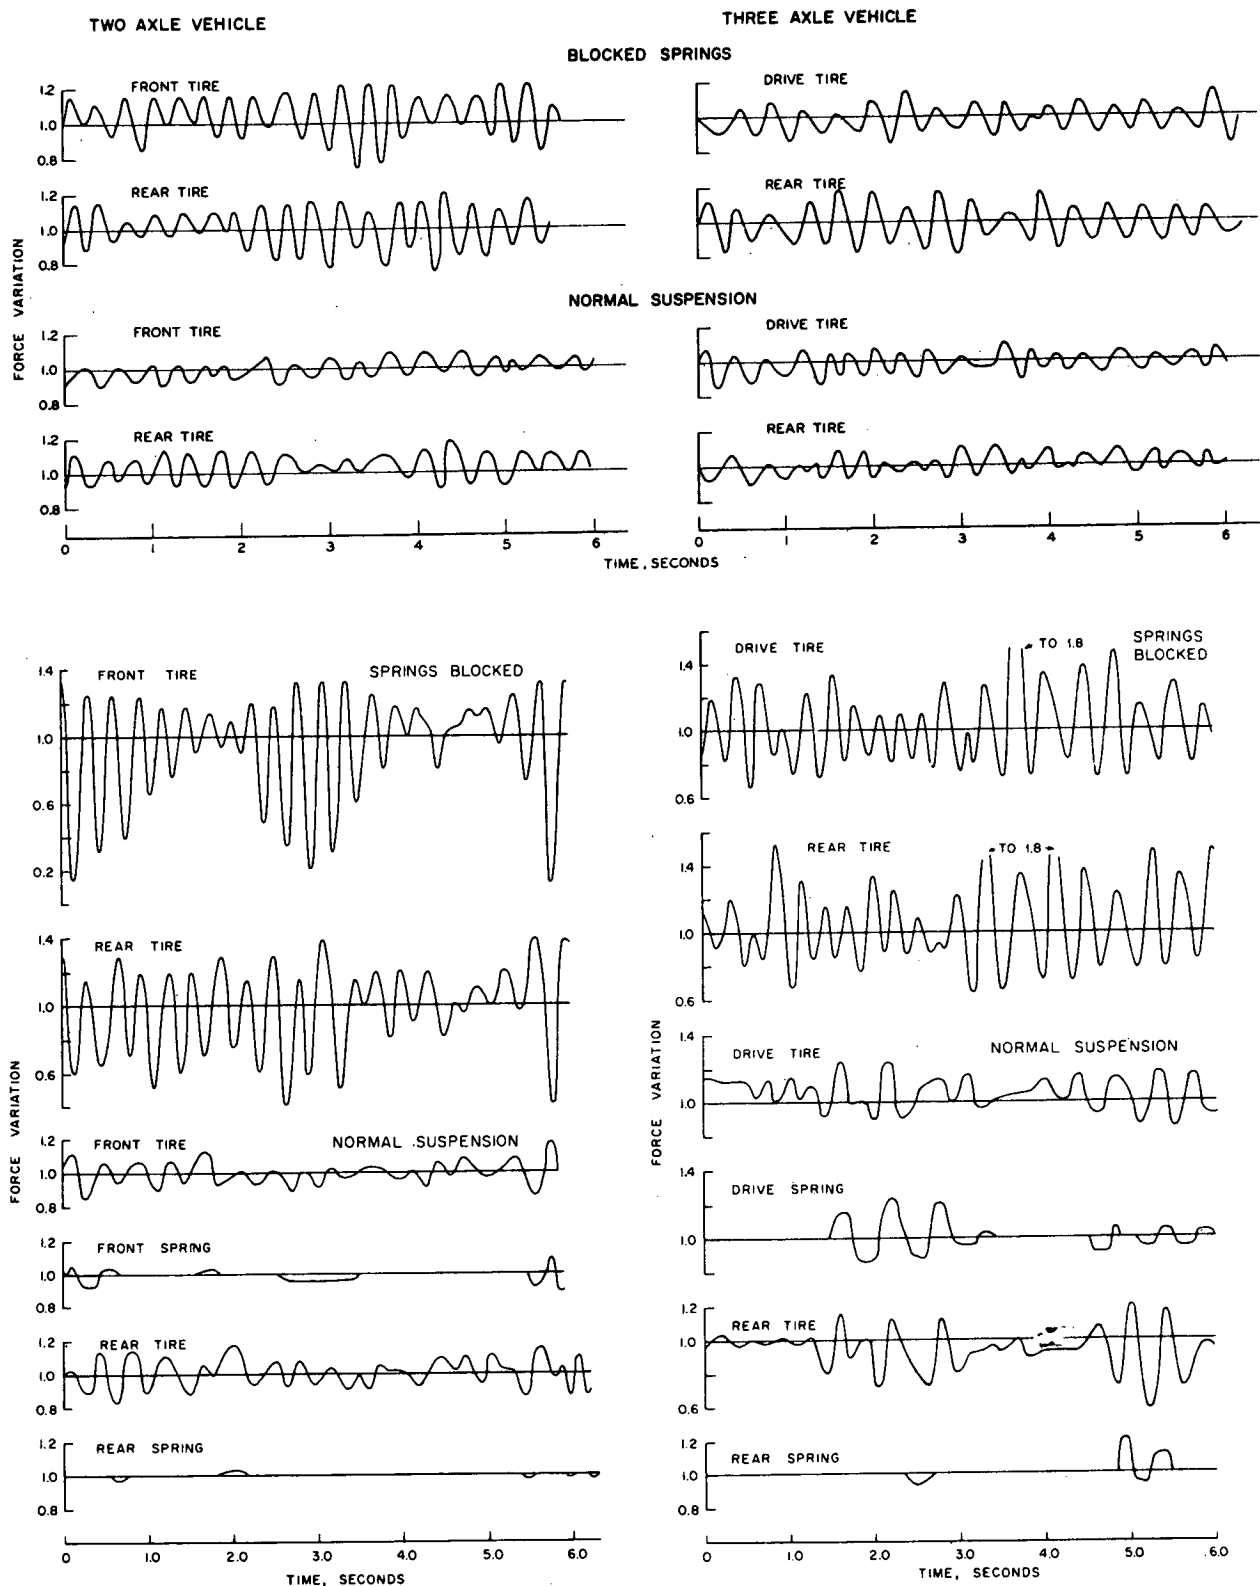 TWO AXLE VEHICLE
THREE AXLE VEHICLE
BLOCKED SPRINGS
FORCE VARIATION
FRONT TIRE
1.2
1.0
0.8
REAR TIRE
1.2
1.0
0.8
DRIVE TIRE
REAR TIRE
NORMAL SUSPENSION
FRONT TIRE
1.2
1.0
0.8
REAR TIRE
1.2
1.0
0.8
0 1 2 3 4 5 6
DRIVE TIRE
REAR TIRE
0 1 2 3 4 5 6
TIME, SECONDS
FORCE VARIATION
FRONT TIRE
SPRINGS BLOCKED
1.4
1.0
0.6
0.2
REAR TIRE
1.4
1.0
0.6
FRONT TIRE
NORMAL SUSPENSION
1.2
1.0
0.8
FRONT SPRING
1.2
1.0
0.8
REAR TIRE
1.2
1.0
0.8
REAR SPRING
1.2
1.0
0.8
0 1.0 2.0 3.0 4.0 5.0 6.0
TIME, SECONDS
FORCE VARIATION
DRIVE TIRE
TO 1.8
SPRINGS
BLOCKED
1.4
1.0
0.6
REAR TIRE
TO 1.8
1.4
1.0
0.6
DRIVE TIRE
NORMAL SUSPENSION
1.4
1.0
DRIVE SPRING
1.4
1.0
REAR TIRE
1.2
1.0
0.6
REAR SPRING
1.2
1.0
0.8
0 1.0 2.0 3.0 4.0 5.0 6.0
TIME, SECONDS